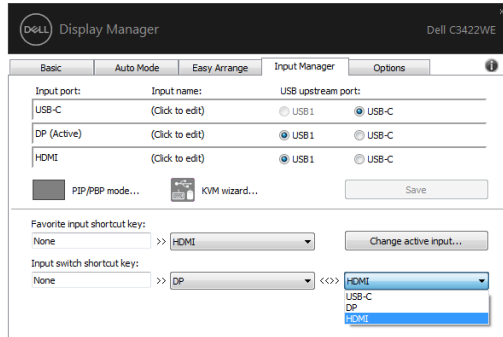 DELL Display Manager Dell C3422WE
Basic Auto Mode Easy Arrange Input Manager Options
Input port: Input name: USB upstream port:
USB-C (Click to edit) USB1 USB-C
DP (Active) (Click to edit) USB1 USB-C
HDMI (Click to edit) USB1 USB-C
PIP/PBP mode... KVM wizard... Save
Favorite input shortcut key:
None >> HDMI Change active input...
Input switch shortcut key:
None >> DP <<>> HDMI
USB-C
DP
HDMI